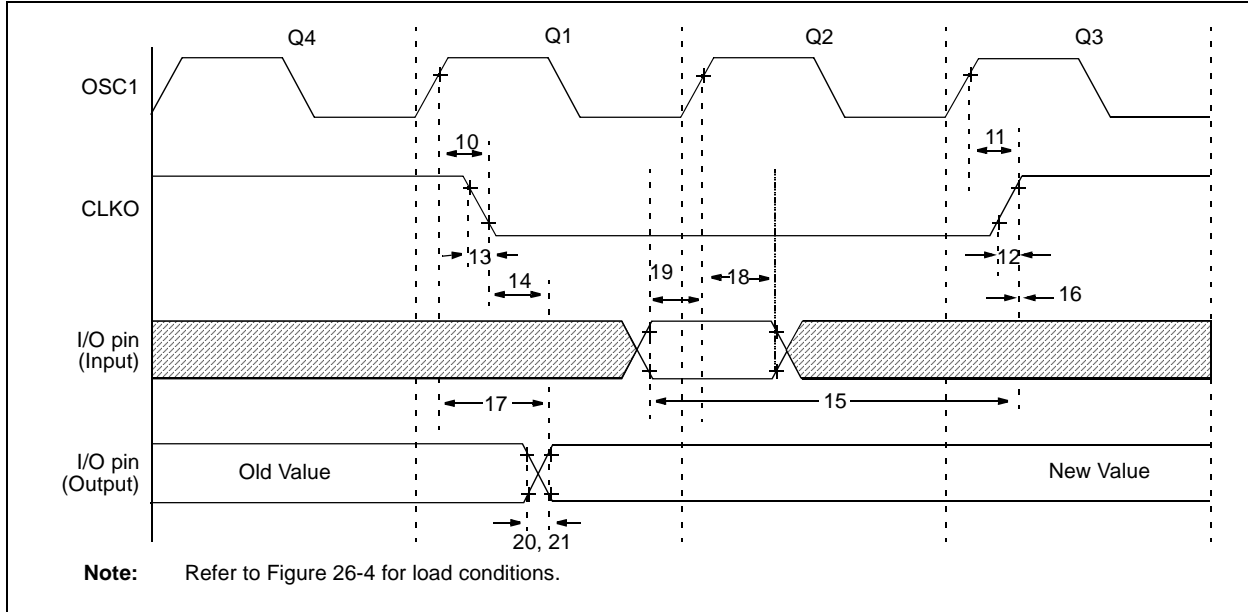 Q4 Q1 Q2 Q3
OSC1
10
11
CLKO
13
12
14
19
18
16
I/O pin
(Input)
17
15
I/O pin
(Output)
Old Value
New Value
20, 21
Note: Refer to Figure 26-4 for load conditions.